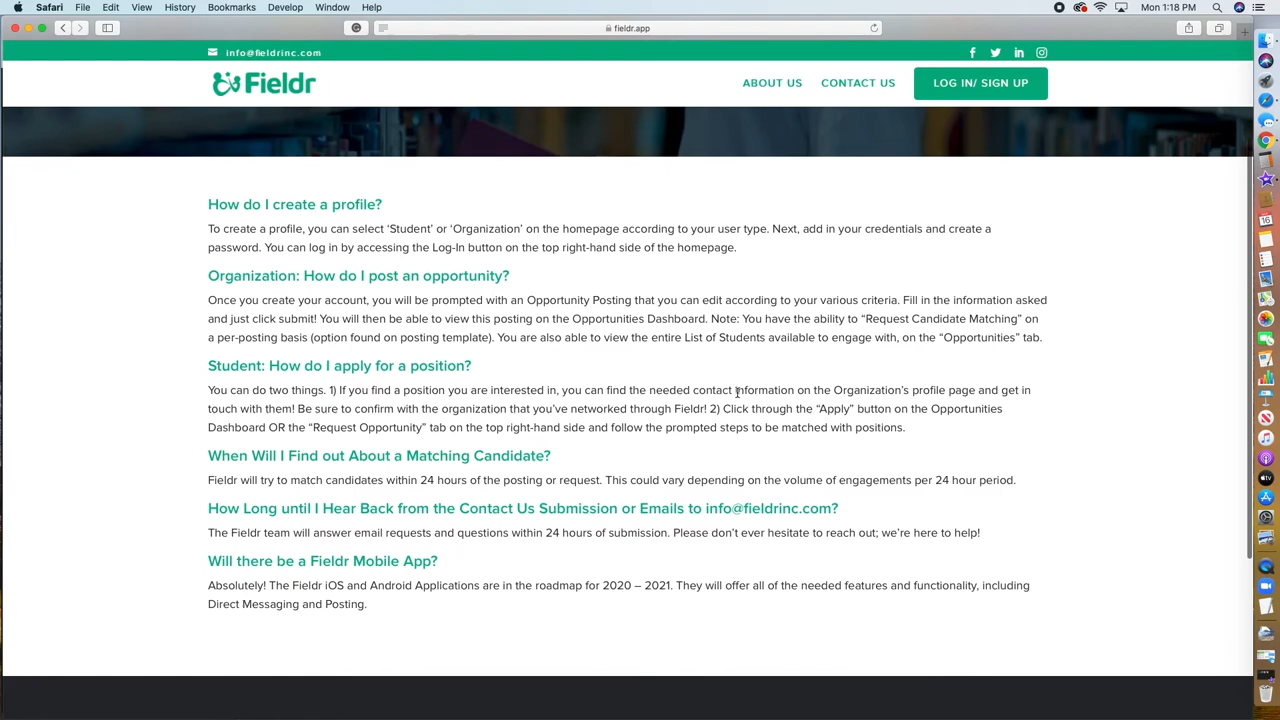 Safari File Edit View History Bookmarks Develop Window Help Mon 1:18 PM
fieldr.app
info@fieldrinc.com
Fieldr ABOUT US CONTACT US LOG IN/ SIGN UP
How do I create a profile?
To create a profile, you can select ‘Student’ or ‘Organization’ on the homepage according to your user type. Next, add in your credentials and create a
password. You can log in by accessing the Log-In button on the top right-hand side of the homepage.
Organization: How do I post an opportunity?
Once you create your account, you will be prompted with an Opportunity Posting that you can edit according to your various criteria. Fill in the information asked
and just click submit! You will then be able to view this posting on the Opportunities Dashboard. Note: You have the ability to “Request Candidate Matching” on
a per-posting basis (option found on posting template). You are also able to view the entire List of Students available to engage with, on the “Opportunities” tab.
Student: How do I apply for a position?
You can do two things. 1) If you find a position you are interested in, you can find the needed contact information on the Organization’s profile page and get in
touch with them! Be sure to confirm with the organization that you’ve networked through Fieldr! 2) Click through the “Apply” button on the Opportunities
Dashboard OR the “Request Opportunity” tab on the top right-hand side and follow the prompted steps to be matched with positions.
When Will I Find out About a Matching Candidate?
Fieldr will try to match candidates within 24 hours of the posting or request. This could vary depending on the volume of engagements per 24 hour period.
How Long until I Hear Back from the Contact Us Submission or Emails to info@fieldrinc.com?
The Fieldr team will answer email requests and questions within 24 hours of submission. Please don’t ever hesitate to reach out; we’re here to help!
Will there be a Fieldr Mobile App?
Absolutely! The Fieldr iOS and Android Applications are in the roadmap for 2020 – 2021. They will offer all of the needed features and functionality, including
Direct Messaging and Posting.